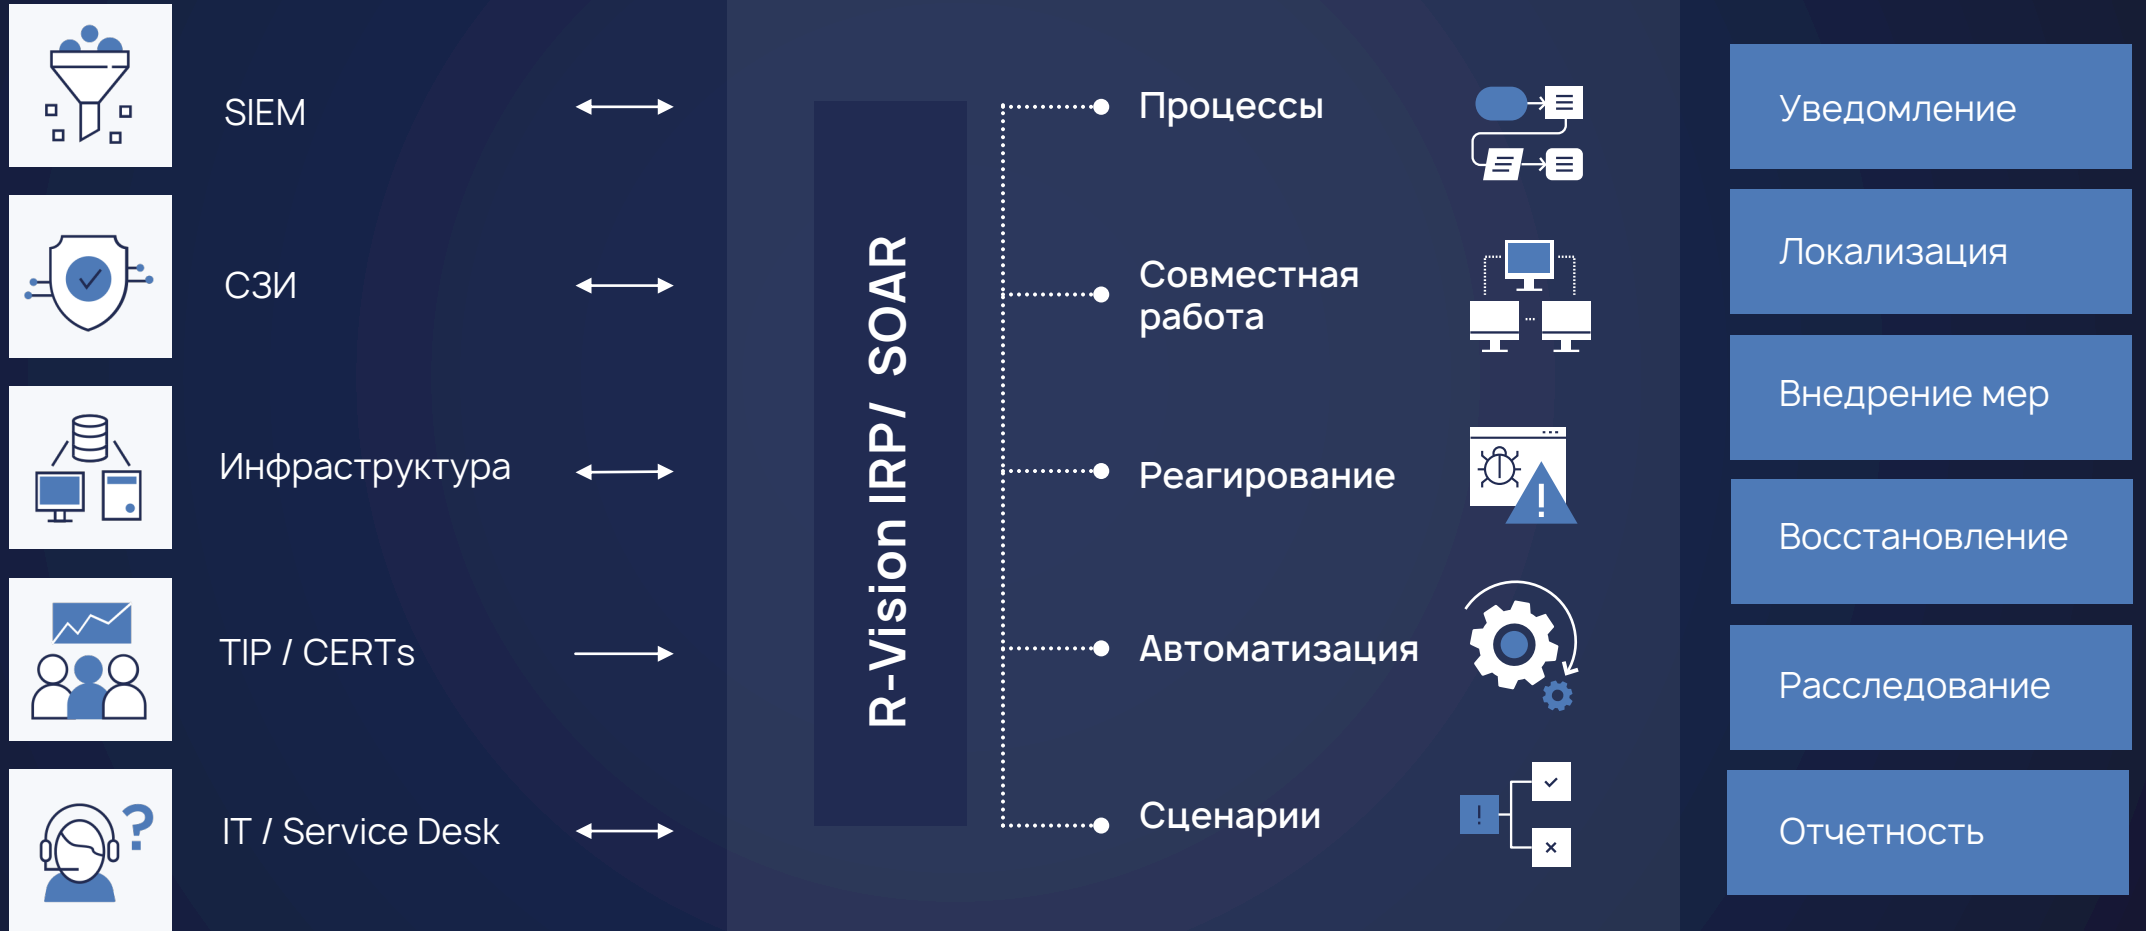 SIEM
СЗИ
Инфраструктура
TIP / CERTs
IT / Service Desk
R-Vision IRP/ SOAR
Процессы
Совместная
работа
Реагирование
Автоматизация
Сценарии
Уведомление
Локализация
Внедрение мер
Восстановление
Расследование
Отчетность